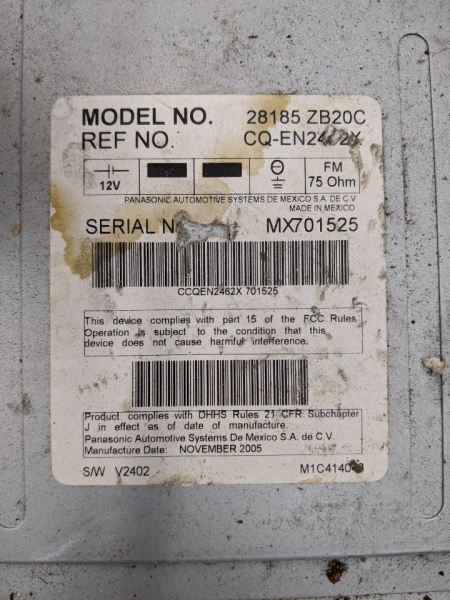 MODEL NO. 28185 ZB20C
REF NO. CQ-EN2462X
12V
FM
75 Ohm
PANASONIC AUTOMOTIVE SYSTEMS DE MEXICO S.A. DE C.V
MADE IN MEXICO
SERIAL N MX701525
CCQEN2462X 701525
This device complies with part 15 of the FCC Rules
Operation is subject to the condition that this
device does not cause harmful interference.
Product complies with DHHS Rules 21 CFR. Subchapter
J in effect as of date of manufacture.
Panasonic Automotive Systems De Mexico S.A. de C.V.
Manufacture Date: NOVEMBER 2005
S/W V2402